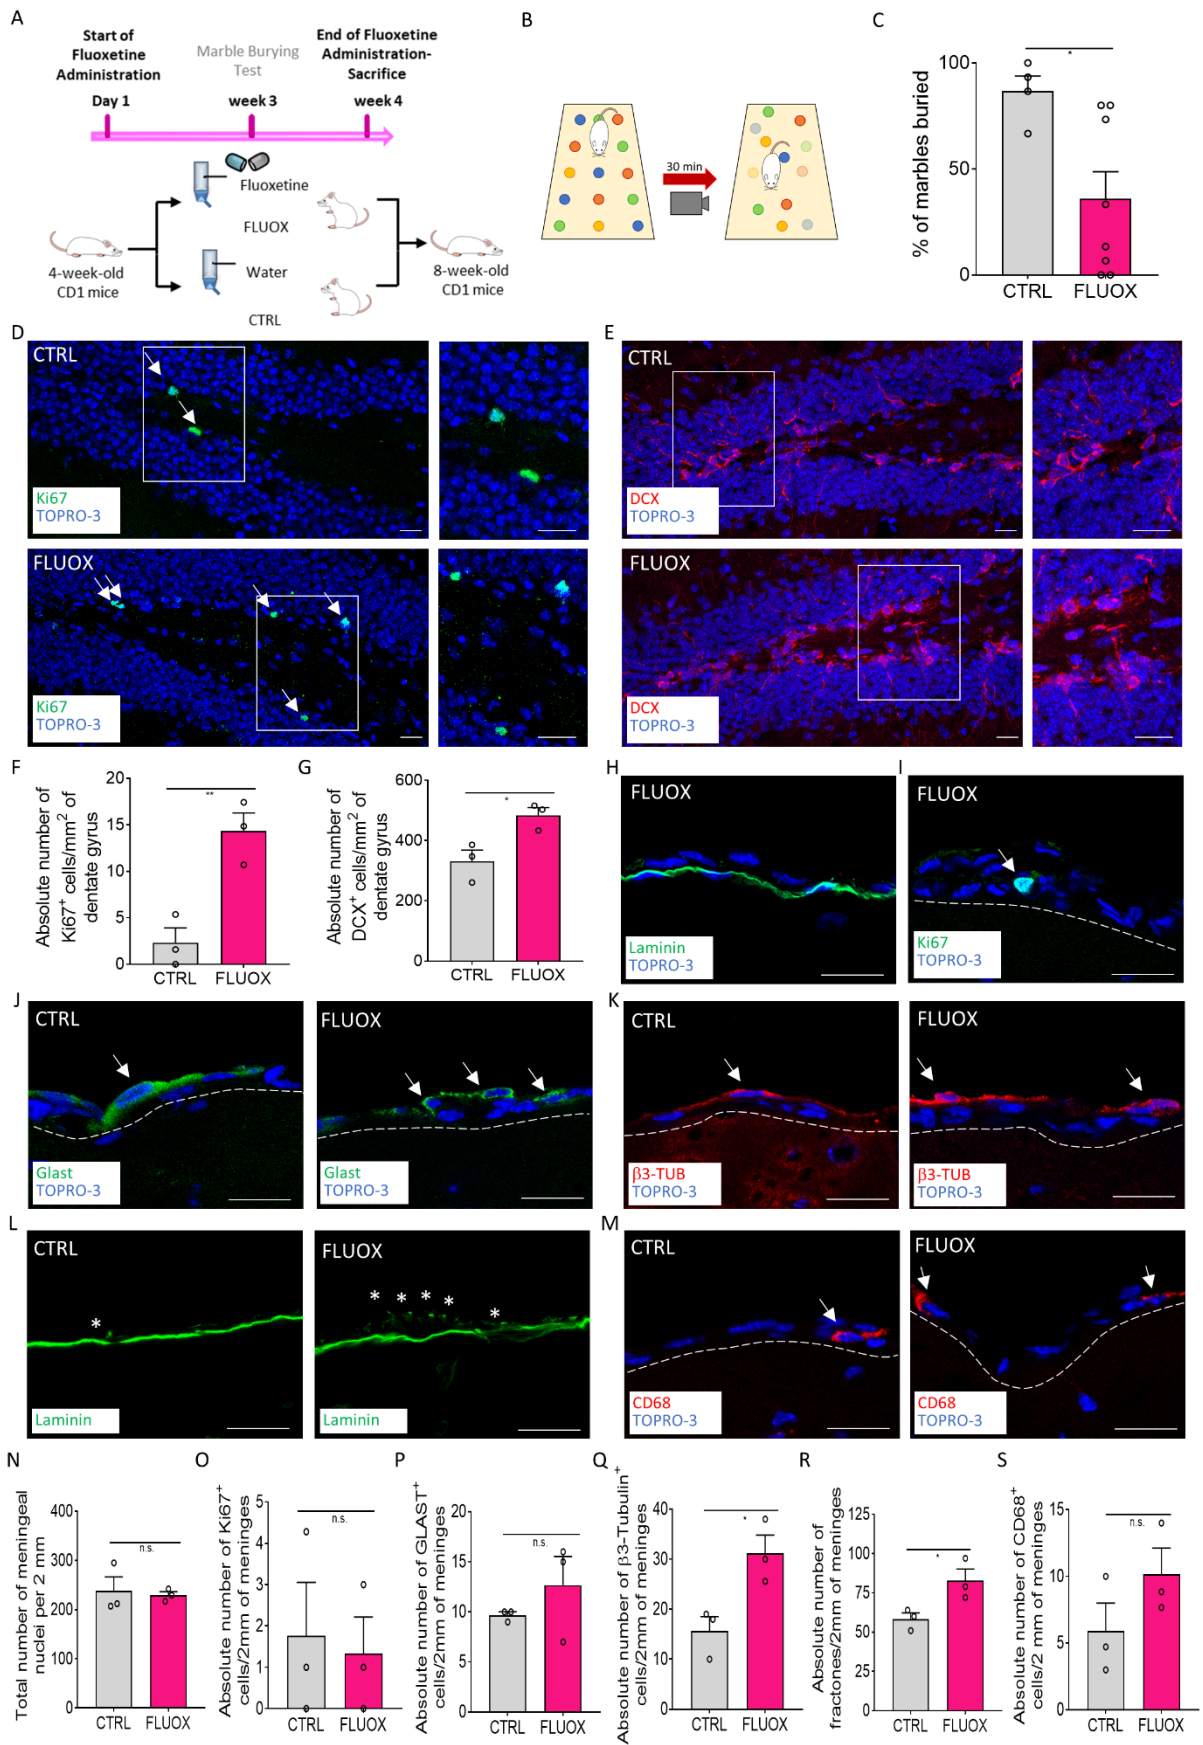 A
Start of
Fluoxetine
Administration
Marble Burying
Test
End of Fluoxetine
Administration-
Sacrifice
Day 1
week 3
week 4
Fluoxetine
FLUOX
Water
CTRL
4-week-old
CD1 mice
8-week-old
CD1 mice
B
30 min
C
% of marbles buried
100
50
0
*
CTRL
FLUOX
D
CTRL
Ki67
TOPRO-3
FLUOX
Ki67
TOPRO-3
E
CTRL
DCX
TOPRO-3
FLUOX
DCX
TOPRO-3
F
Absolute number of
Ki67+ cells/mm2 of
dentate gyrus
20
15
10
5
0
**
CTRL
FLUOX
G
Absolute number of
DCX+ cells/mm2 of
dentate gyrus
600
400
200
0
*
CTRL
FLUOX
H
FLUOX
Laminin
TOPRO-3
I
FLUOX
Ki67
TOPRO-3
J
CTRL
Glast
TOPRO-3
FLUOX
Glast
TOPRO-3
K
CTRL
β3-TUB
TOPRO-3
FLUOX
β3-TUB
TOPRO-3
L
CTRL
*
Laminin
FLUOX
* * * * *
Laminin
M
CTRL
CD68
TOPRO-3
FLUOX
CD68
TOPRO-3
N
Total number of meningeal
nuclei per 2 mm
400
300
200
100
0
n.s.
CTRL
FLUOX
O
Absolute number of Ki67+
cells/2mm of meninges
5
4
3
2
1
0
n.s.
CTRL
FLUOX
P
Absolute number of GLAST+
cells/2mm of meninges
20
15
10
5
0
n.s.
CTRL
FLUOX
Q
Absolute number of β3-Tubulin+
cells/2mm of meninges
40
30
20
10
0
*
CTRL
FLUOX
R
Absolute number of
fractones/2mm of meninges
125
100
75
50
25
0
*
CTRL
FLUOX
S
Absolute number of CD68+
cells/2 mm of meninges
15
10
5
0
n.s.
CTRL
FLUOX